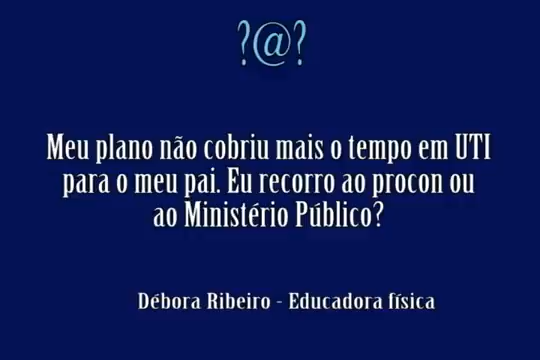 ?@?
Meu plano não cobriu mais o tempo em UTI
para o meu pai. Eu recorro ao procon ou
ao Ministério Público?
Débora Ribeiro - Educadora física